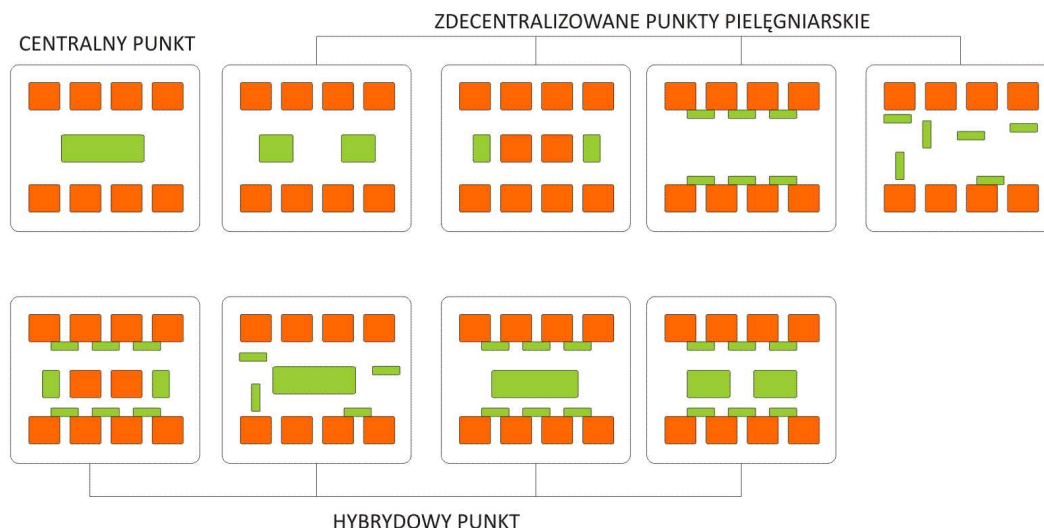 ZDECENTRALIZOWANE PUNKTY PIELĘGNIARSKIE
CENTRALNY PUNKT
HYBRYDOWY PUNKT